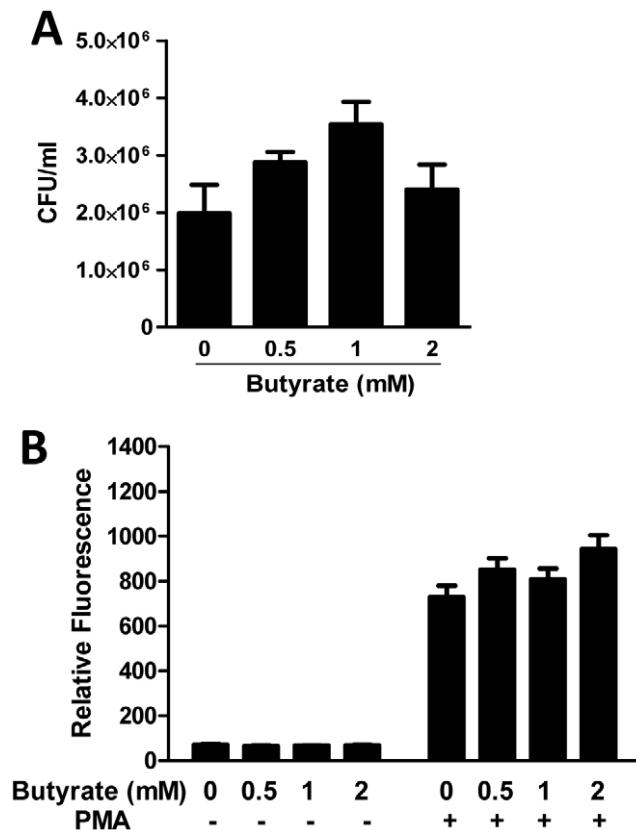 A
5.0×10⁶
4.0×10⁶
3.0×10⁶
2.0×10⁶
1.0×10⁶
0
CFU/ml
0 0.5 1 2
Butyrate (mM)
B
1400
1200
1000
800
600
400
200
0
Relative Fluorescence
Butyrate (mM) 0 0.5 1 2 0 0.5 1 2
PMA - - - - + + + +